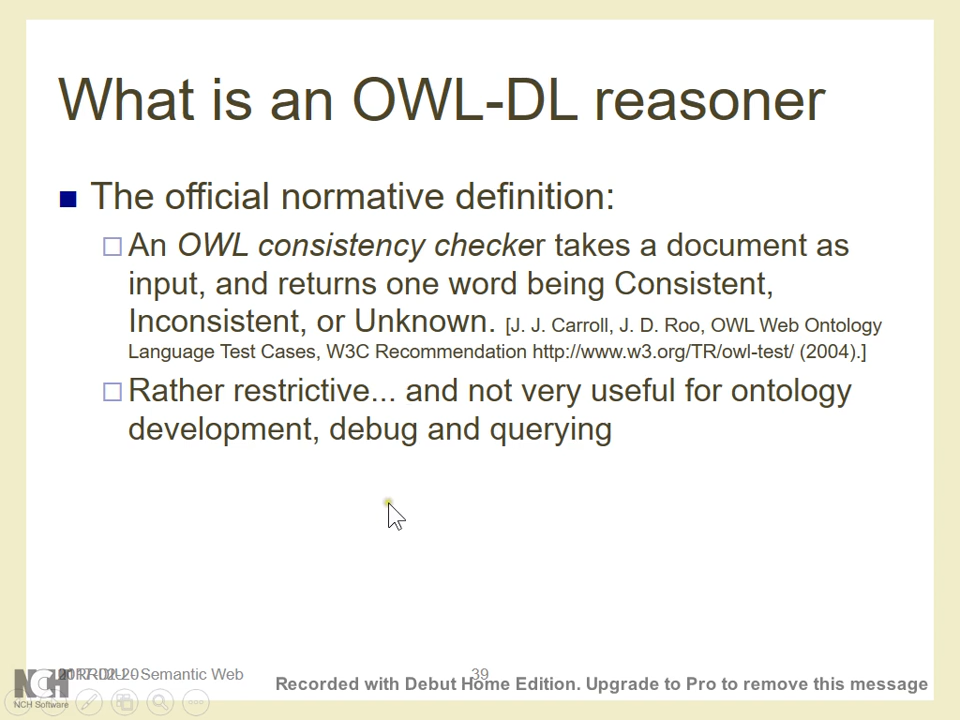 What is an OWL-DL reasoner
The official normative definition:
An OWL consistency checker takes a document as
input, and returns one word being Consistent,
Inconsistent, or Unknown. [J. J. Carroll, J. D. Roo, OWL Web Ontology
Language Test Cases, W3C Recommendation http://www.w3.org/TR/owl-test/ (2004).]
Rather restrictive... and not very useful for ontology
development, debug and querying
Semantic Web
39
Recorded with Debut Home Edition. Upgrade to Pro to remove this message
NCH
NCH Software